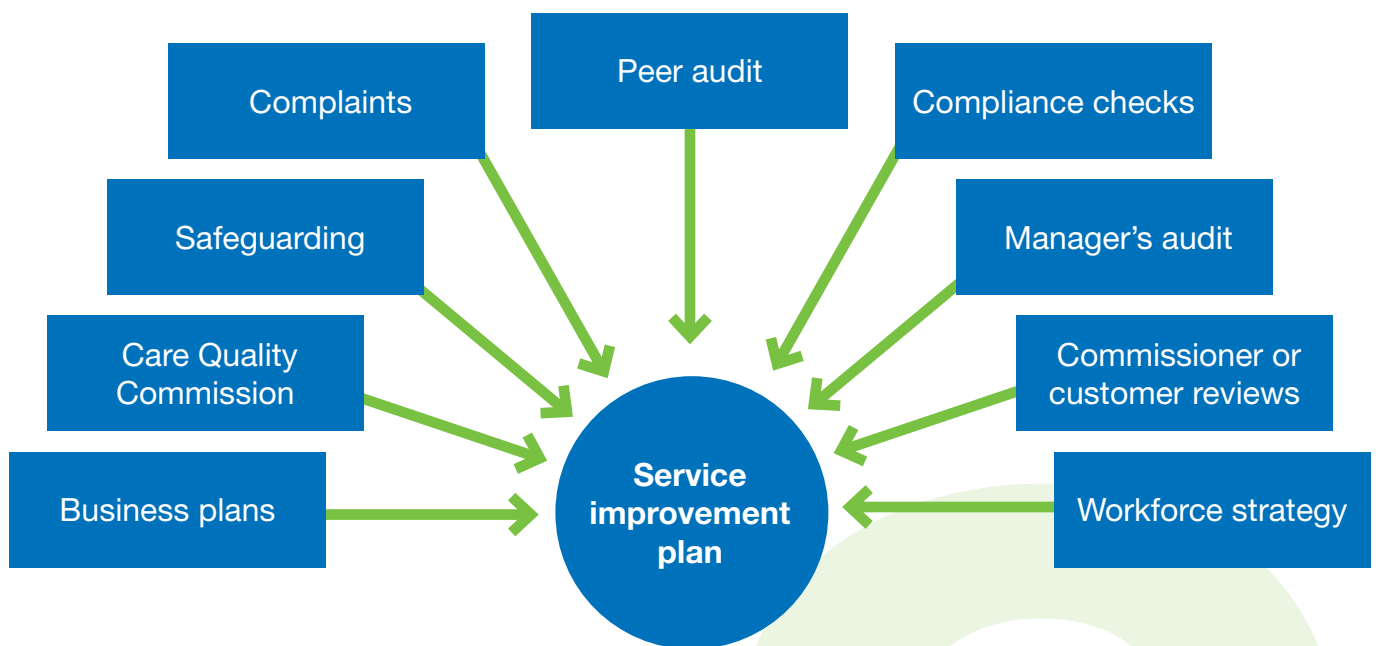 Peer audit
Complaints
Compliance checks
Safeguarding
Manager’s audit
Care Quality
Commission
Commissioner or
customer reviews
Business plans
Service
improvement
plan
Workforce strategy